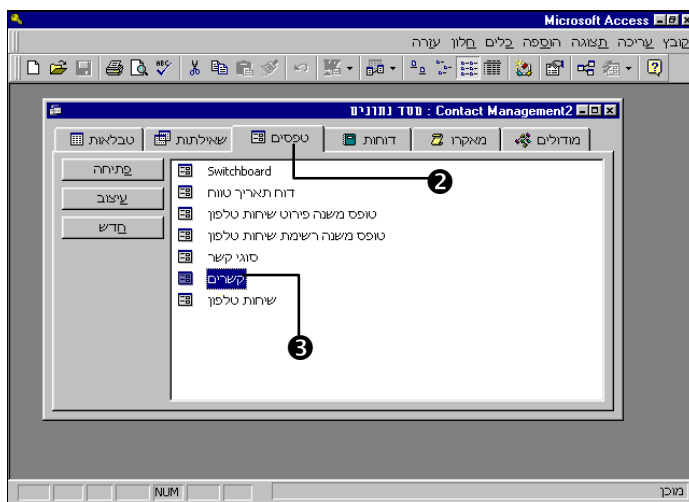 Microsoft Access
קובץ עריכה תצוגה הוספה כלים חלון עזרה
מסד נתונים : Contact Management2
טבלאות שאילתות טפסים דוחות מאקרו מודולים
פתיחה
עיצוב
חדש
Switchboard
דוח תאריך טווח
טופס משנה פירוט שיחות טלפון
טופס משנה רשימת שיחות טלפון
סוגי קשר
קשרים
שיחות טלפון
2
3
NUM
מוכן